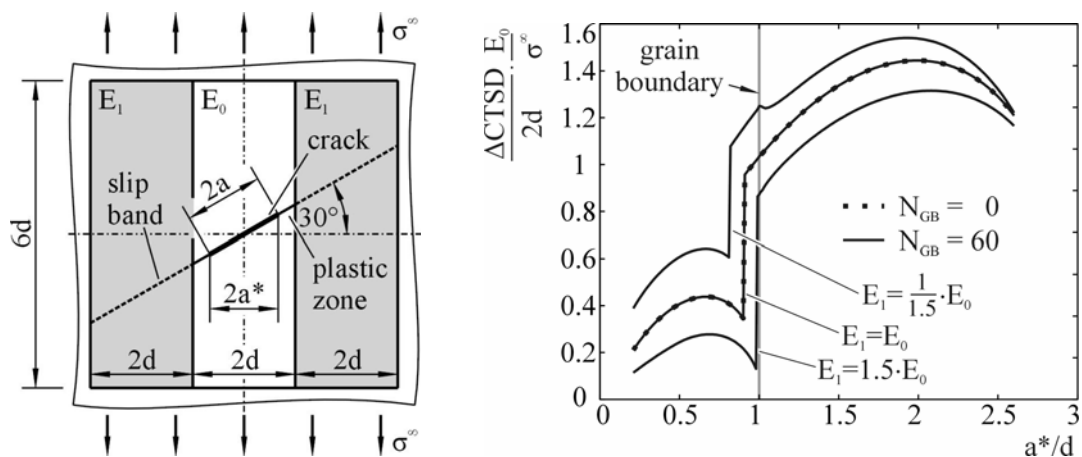 σ^∞
E₁
E₀
E₁
crack
2a
slip
band
30°
plastic
zone
2a*
6d
2d
2d
2d
σ^∞
ΔCTSD/2d · E₀/σ^∞
1.6
1.4
1.2
1
0.8
0.6
0.4
0.2
0
grain
boundary
N_GB = 0
N_GB = 60
E₁=1/1.5·E₀
E₁=E₀
E₁=1.5·E₀
0
0.5
1
1.5
2
2.5
3
a*/d